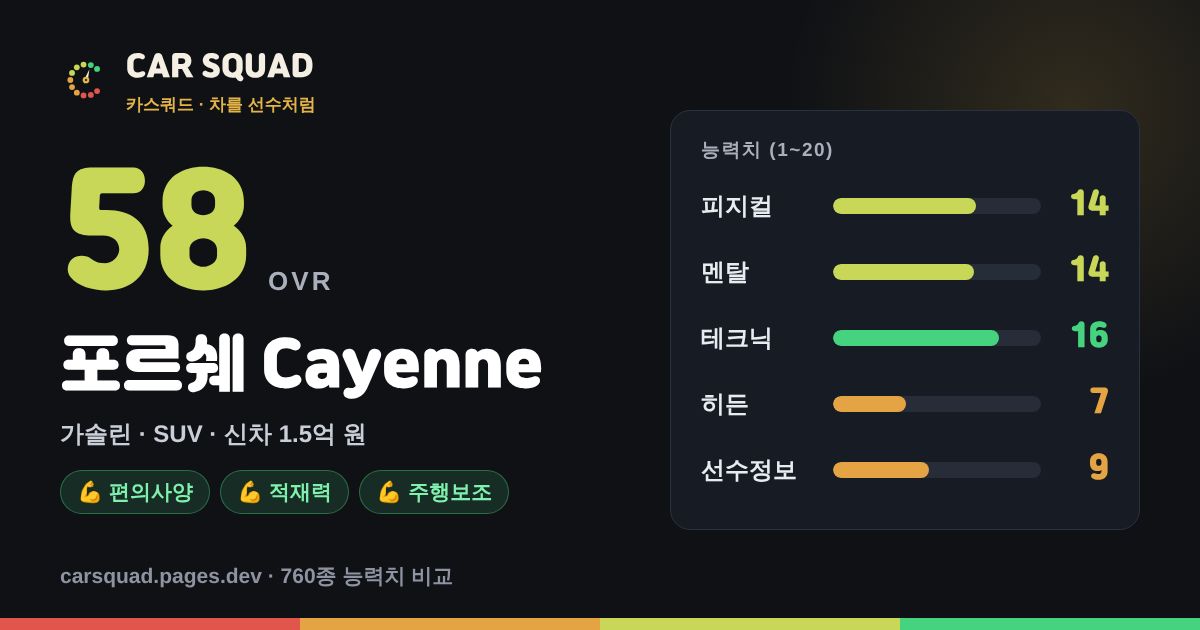 CAR SQUAD
카스쿼드 · 차를 선수처럼
58 OVR
포르쉐 Cayenne
가솔린 · SUV · 신차 1.5억 원
💪 편의사양 💪 적재력 💪 주행보조
carsquad.pages.dev · 760종 능력치 비교
능력치 (1~20)
피지컬 14
멘탈 14
테크닉 16
히든 7
선수정보 9